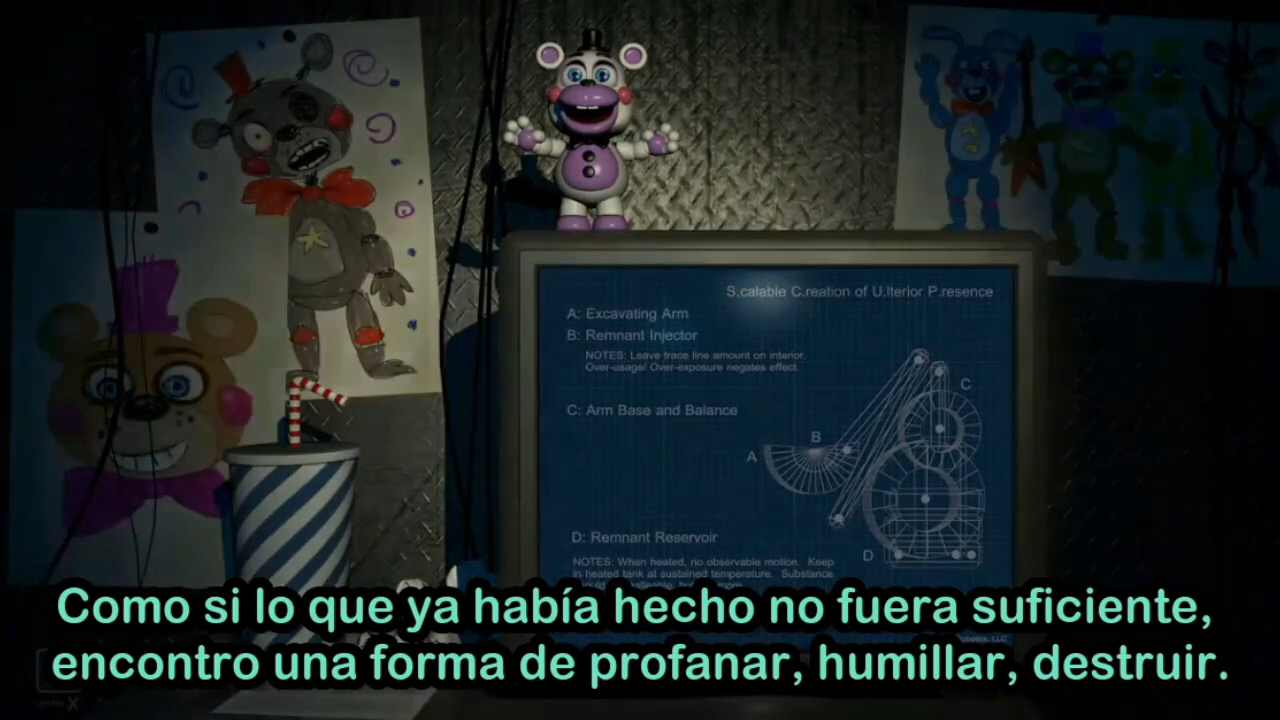 S.calable C.reation of U.lterior P.resence
A: Excavating Arm
B: Remnant Injector
NOTES: Leave trace line amount on interior.
Over-usage/ Over-exposure negates effect.
C
C: Arm Base and Balance
B
A
D: Remnant Reservoir
D
NOTES: When heated, no observable motion. Keep
in heated tank at sustained temperature. Substance
Como si lo que ya había hecho no fuera suficiente,
encontro una forma de profanar, humillar, destruir.
LLC
X